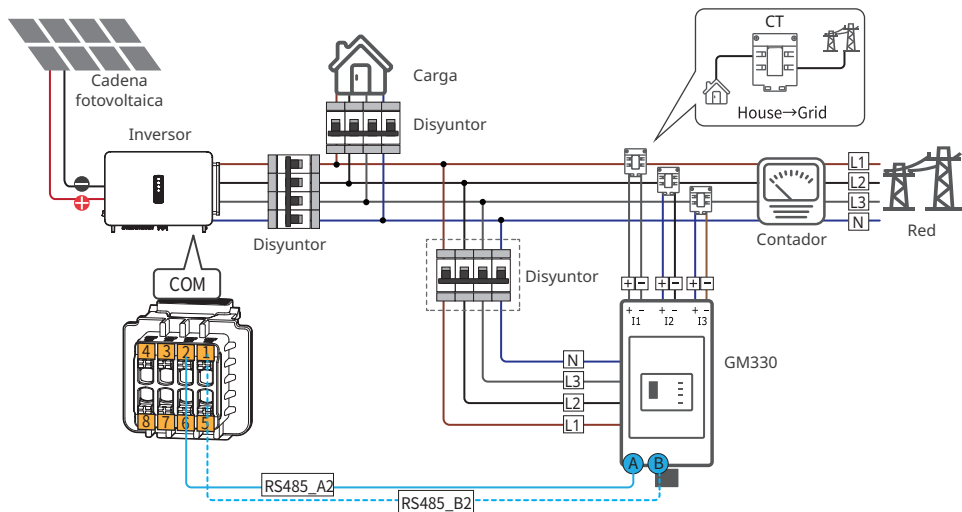 CT
House→Grid
Cadena
fotovoltaica
Carga
Disyuntor
Inversor
L1
L2
L3
N
Disyuntor
Contador
Red
COM
Disyuntor
+ - + - + -
+ - + - + -
I1 I2 I3
GM330
4 3 2 1
8 7 6 5
N
L3
L2
L1
A B
RS485_A2
RS485_B2